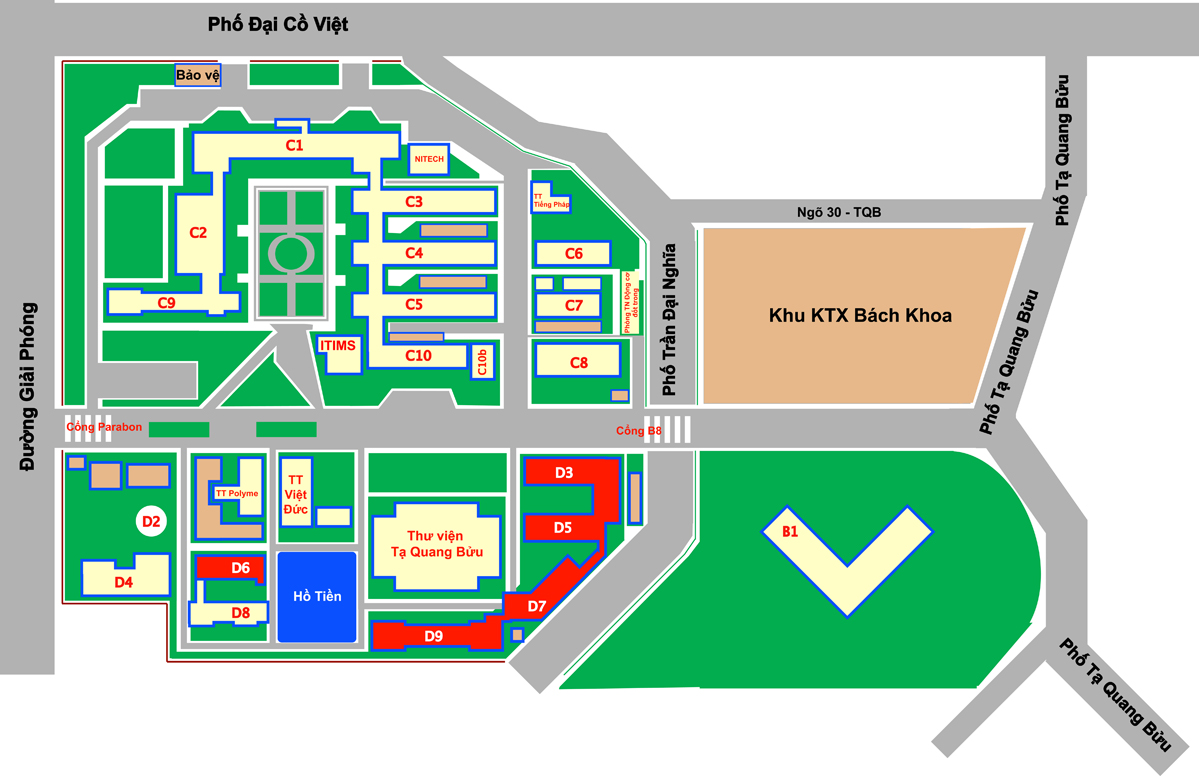 Phố Đại Cồ Việt
Bảo vệ
C1
NITECH
Phố Tạ Quang Bửu
C3
TT
Tiếng Pháp
Ngõ 30 - TQB
C2
C4
C6
Phố Trần Đại Nghĩa
Phòng TN Động cơ
đốt trong
C9
C5
C7
Khu KTX Bách Khoa
Phố Tạ Quang Bửu
Đường Giải Phóng
ITIMS
C10
C10b
C8
Cổng Parabon
Cổng B8
D3
TT Polyme
TT
Việt
Đức
D2
D5
B1
Thư viện
Tạ Quang Bửu
D6
D4
Hồ Tiền
D8
D7
D9
Phố Tạ Quang Bửu